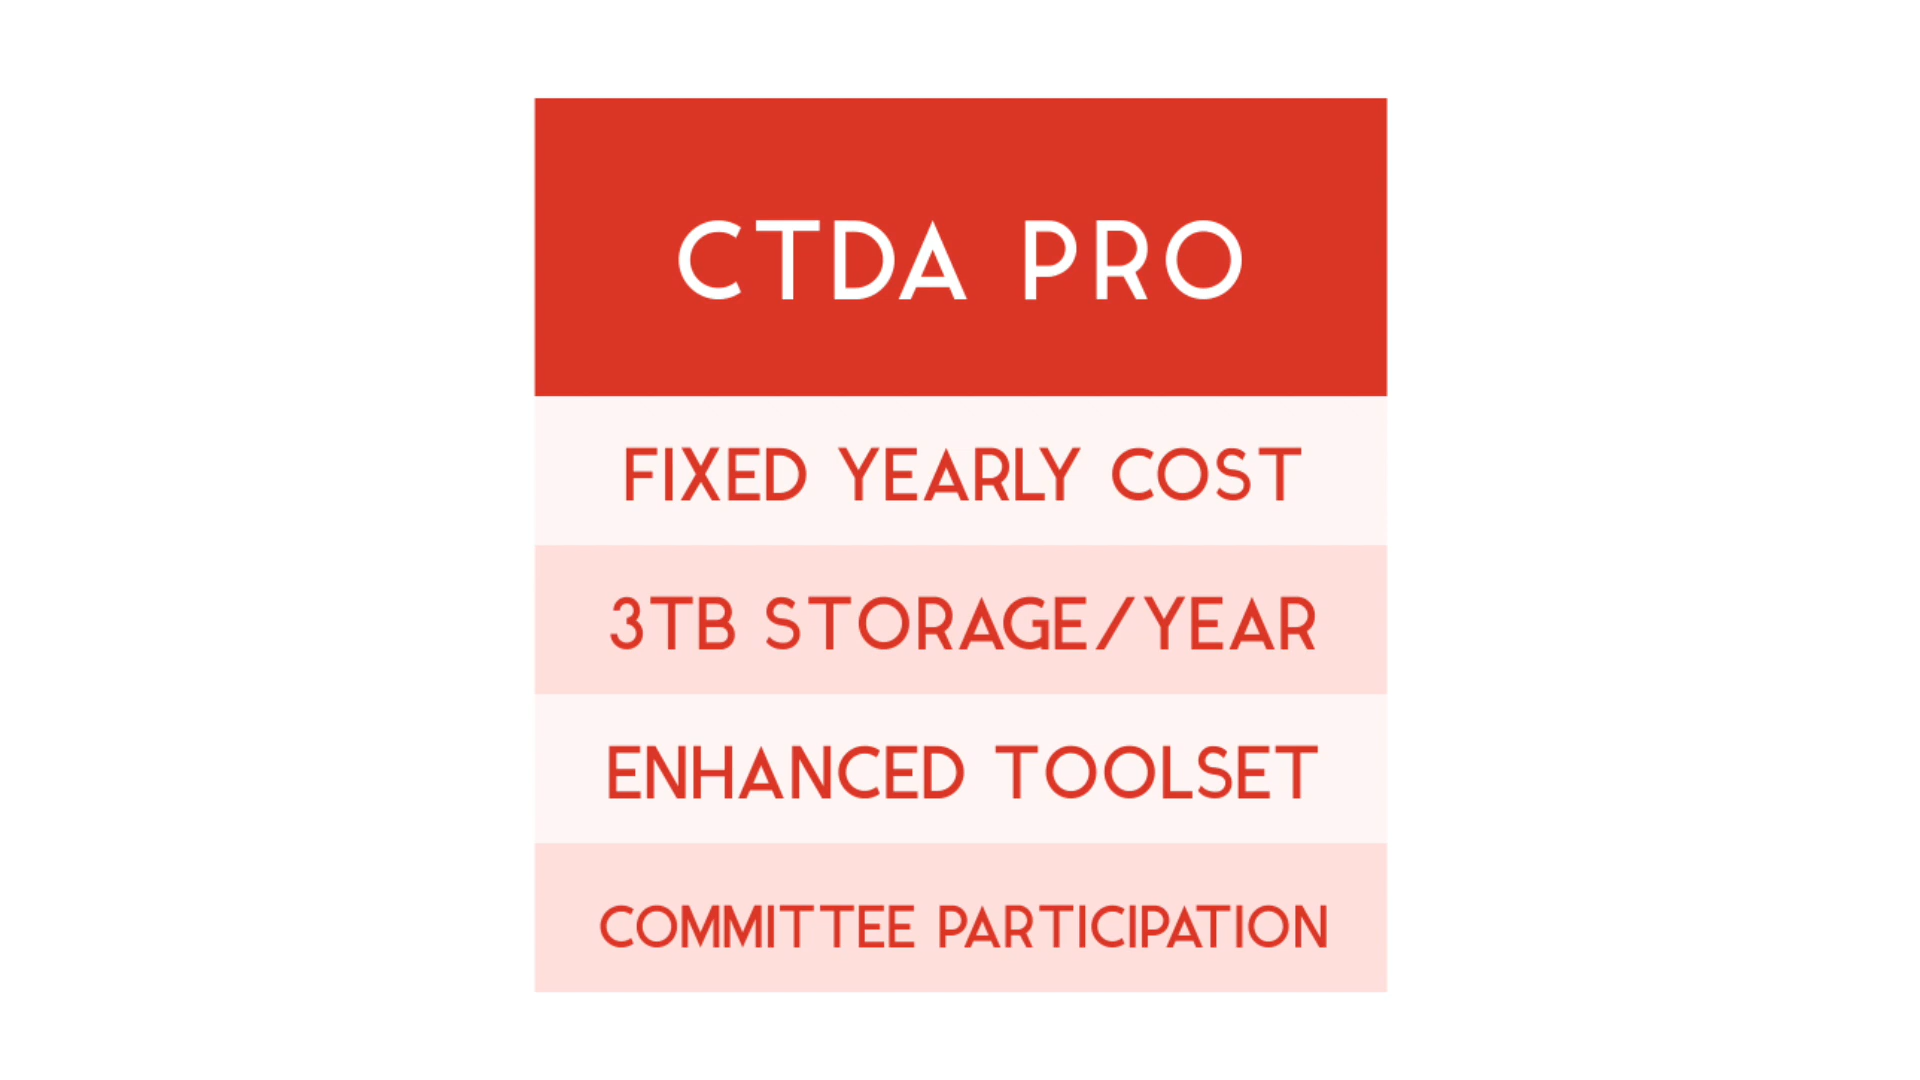 CTDA PRO
FIXED YEARLY COST
3TB STORAGE/YEAR
ENHANCED TOOLSET
COMMITTEE PARTICIPATION